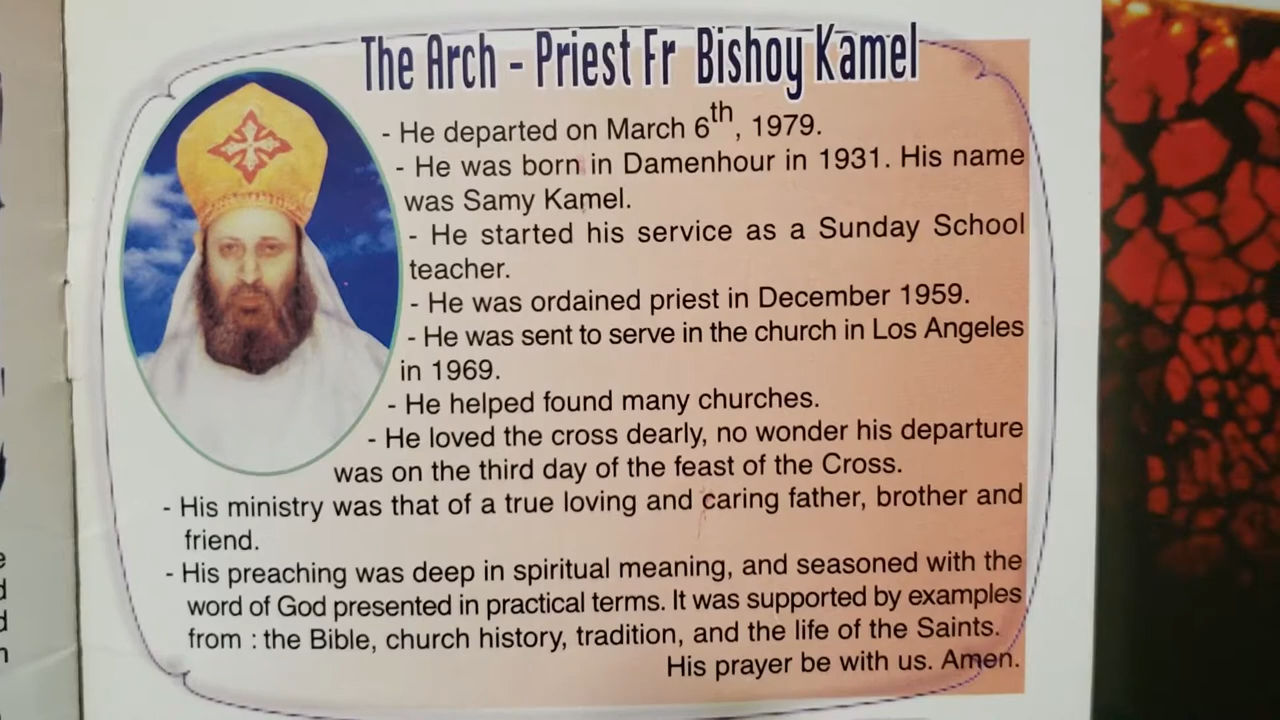 The Arch - Priest Fr Bishoy Kamel
- He departed on March 6th, 1979.
- He was born in Damenhour in 1931. His name
was Samy Kamel.
- He started his service as a Sunday School
teacher.
- He was ordained priest in December 1959.
- He was sent to serve in the church in Los Angeles
in 1969.
- He helped found many churches.
- He loved the cross dearly, no wonder his departure
was on the third day of the feast of the Cross.
- His ministry was that of a true loving and caring father, brother and
friend.
- His preaching was deep in spiritual meaning, and seasoned with the
word of God presented in practical terms. It was supported by examples
from : the Bible, church history, tradition, and the life of the Saints.
His prayer be with us. Amen.